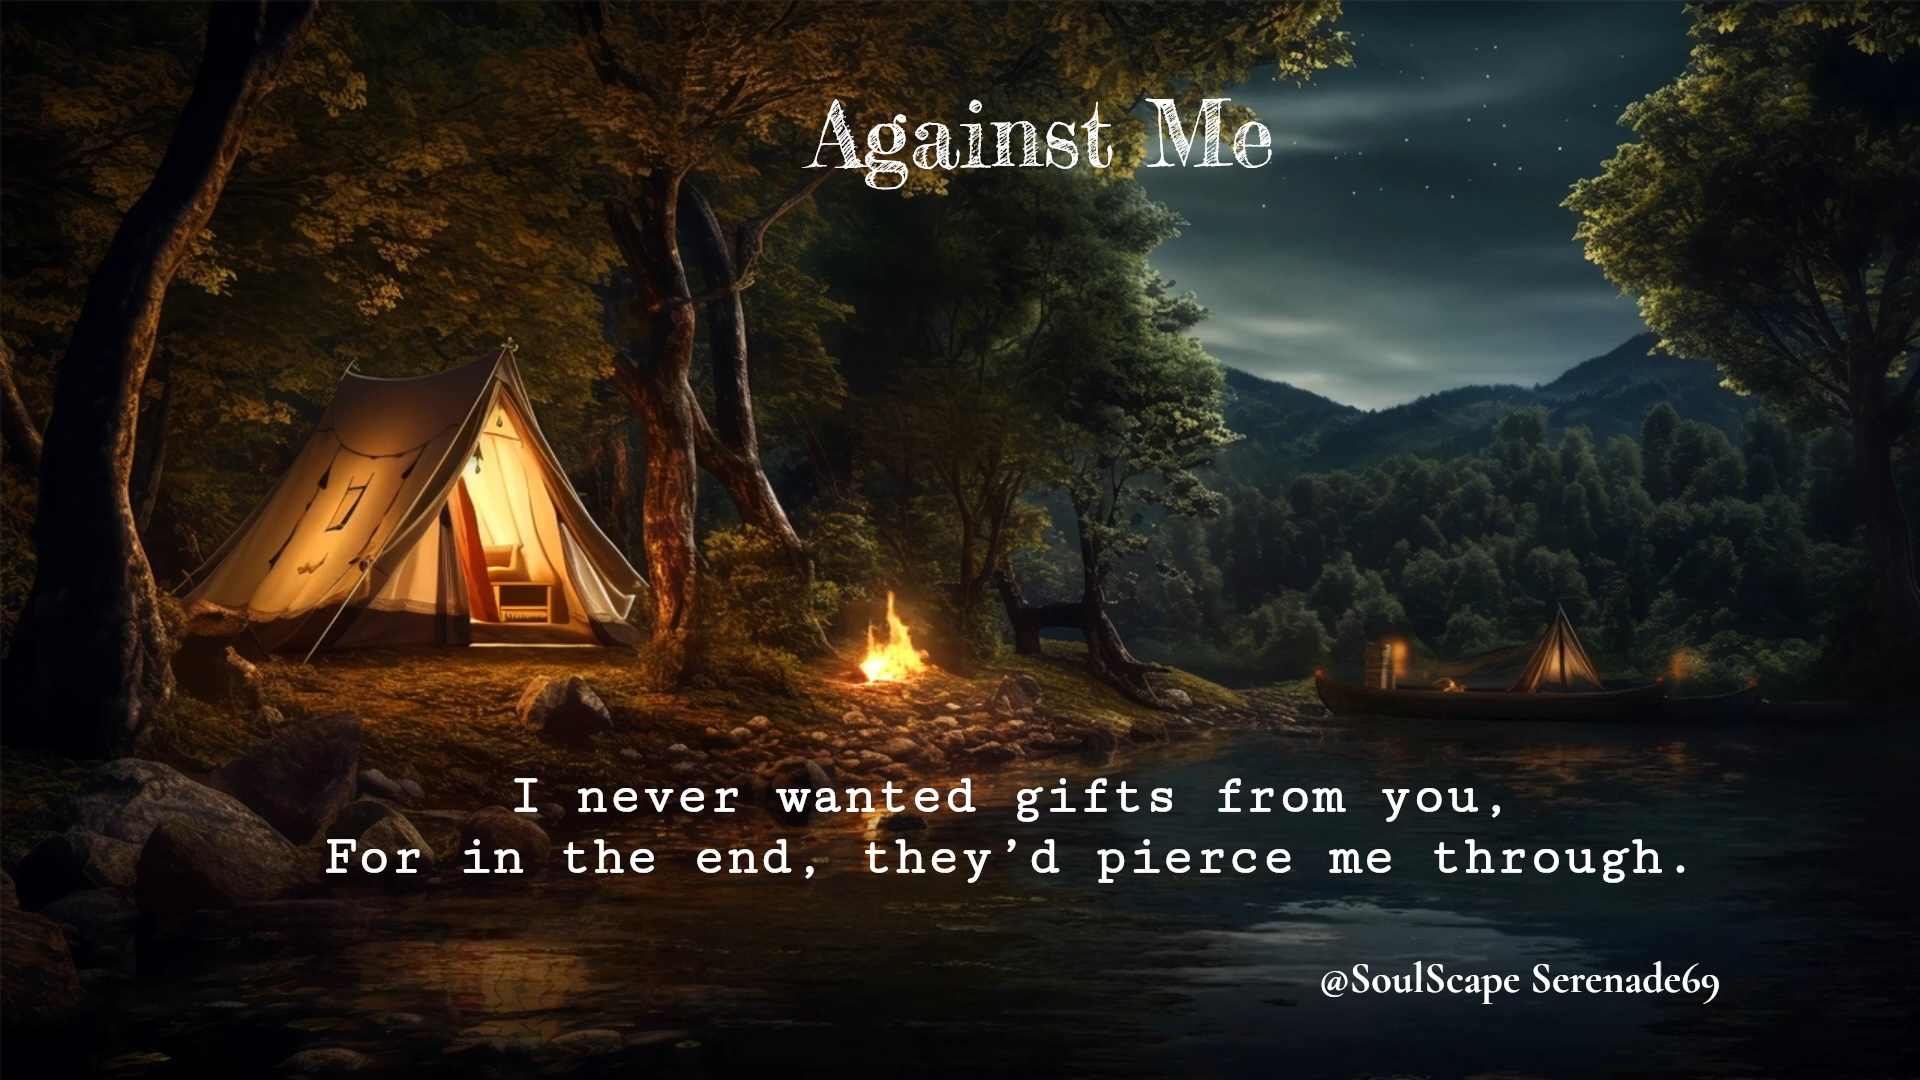 Against Me
I never wanted gifts from you,
For in the end, they’d pierce me through.
@SoulScape Serenade69